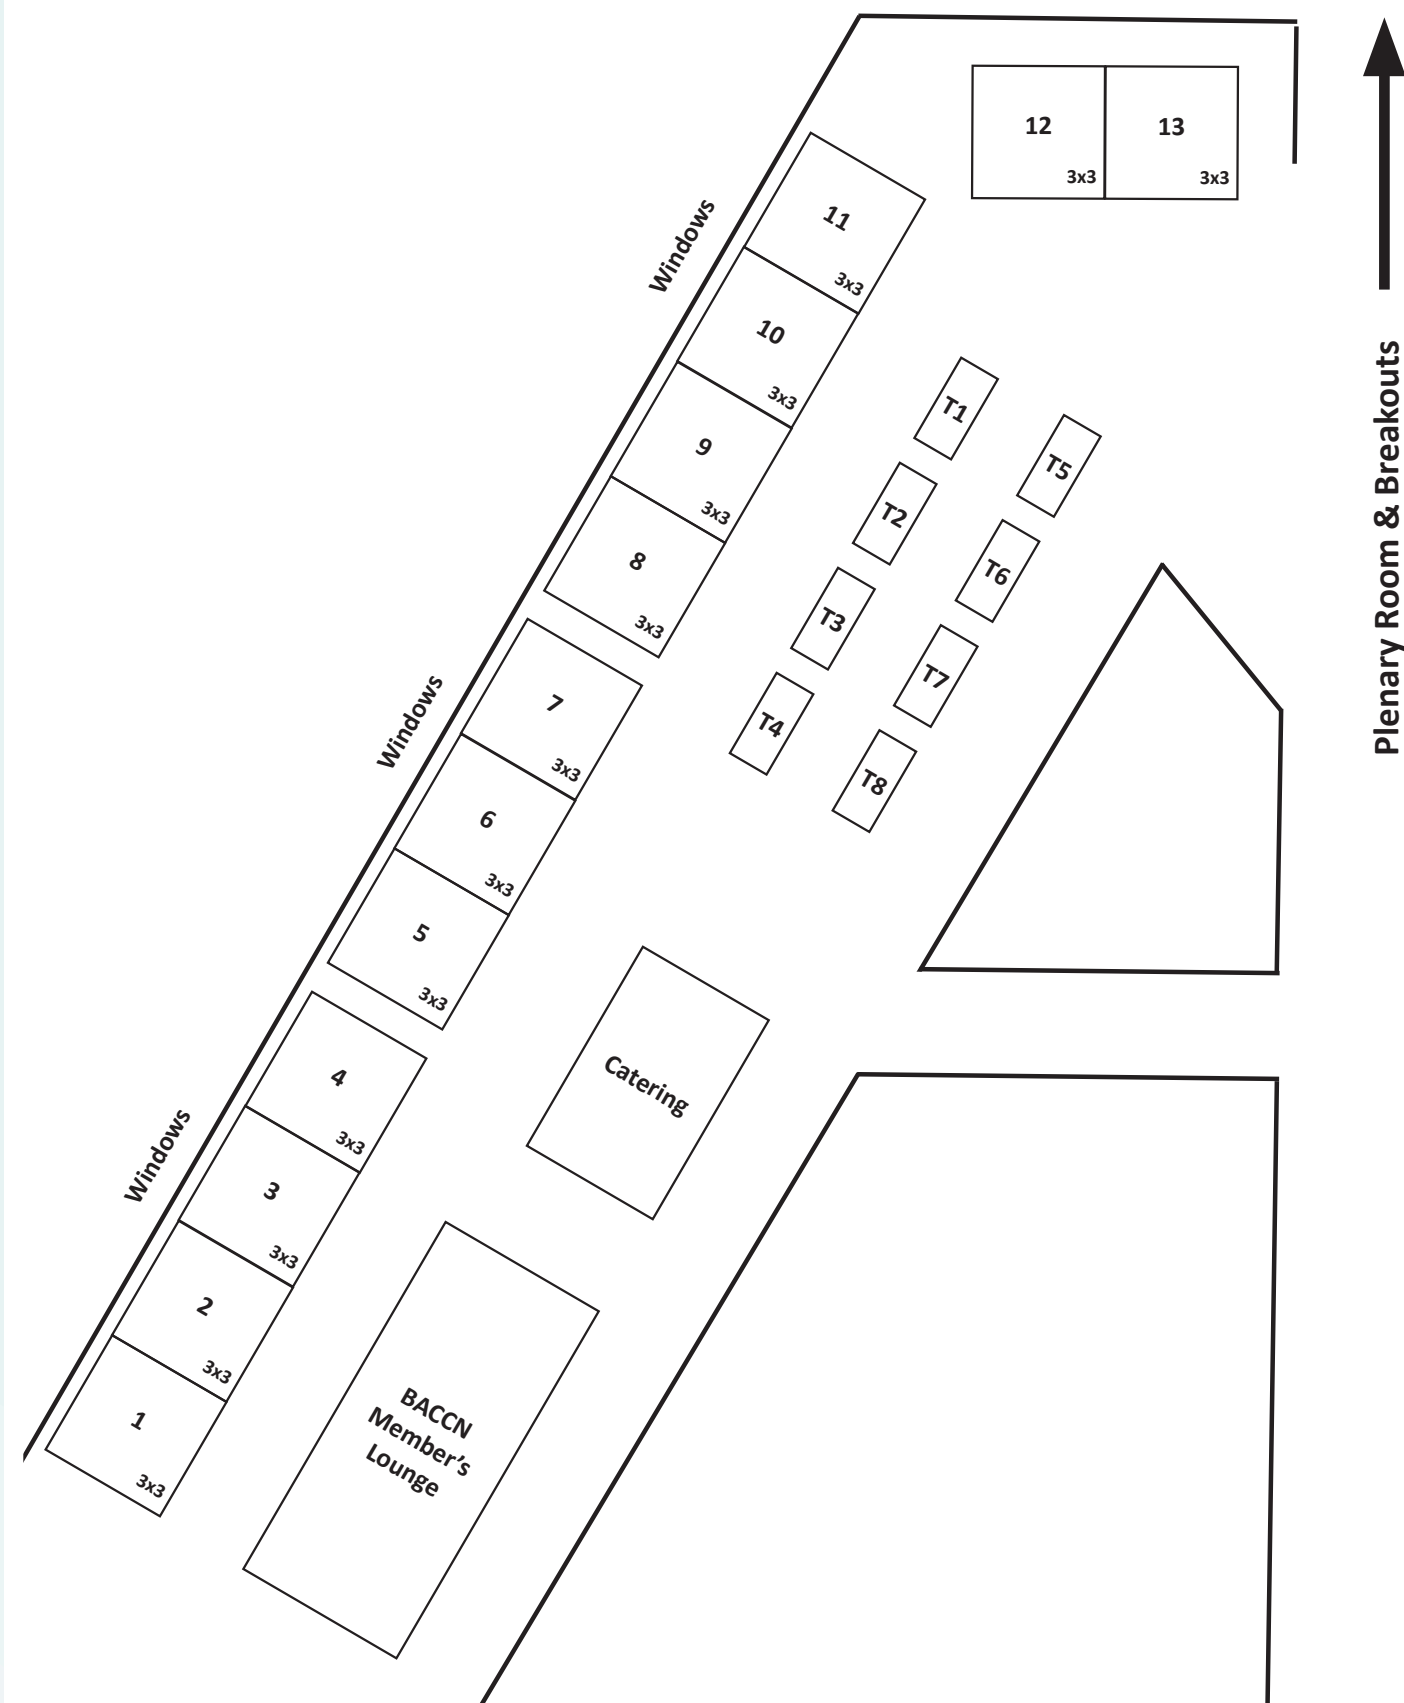 12
3x3
13
3x3
11
3x3
10
3x3
9
3x3
8
3x3
7
3x3
6
3x3
5
3x3
4
3x3
3
3x3
2
3x3
1
3x3
Windows
Windows
Windows
T1
T2
T3
T4
T5
T6
T7
T8
Catering
BACCN
Member’s
Lounge
Plenary Room & Breakouts